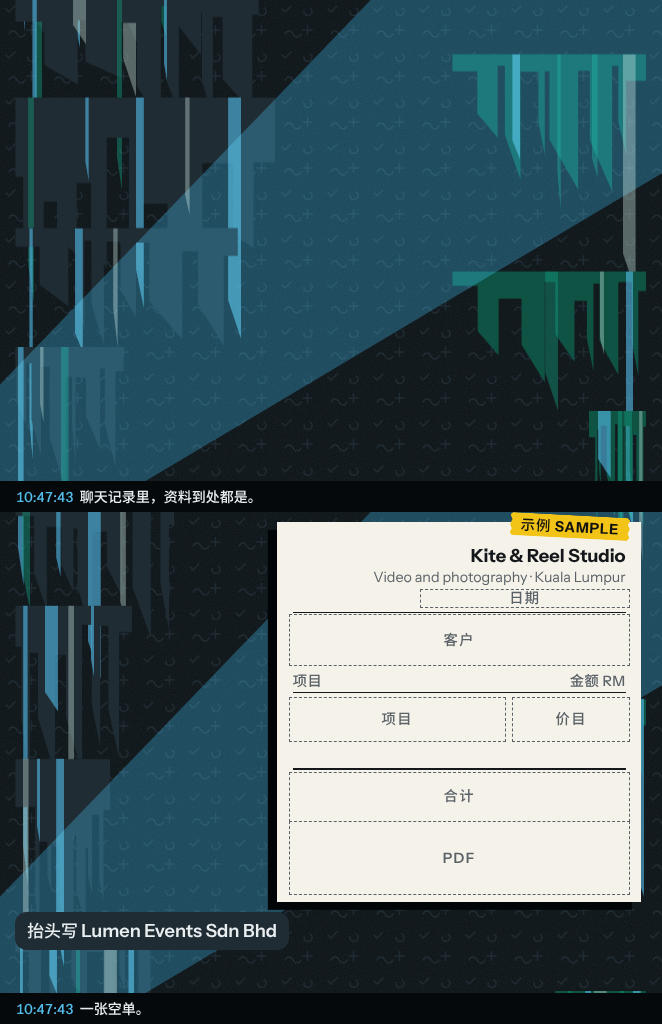 10:47:43 聊天记录里，资料到处都是。
示例 SAMPLE
Kite & Reel Studio
Video and photography · Kuala Lumpur
日期
客户
项目 金额 RM
项目 价目
合计
PDF
抬头写 Lumen Events Sdn Bhd
10:47:43 一张空单。